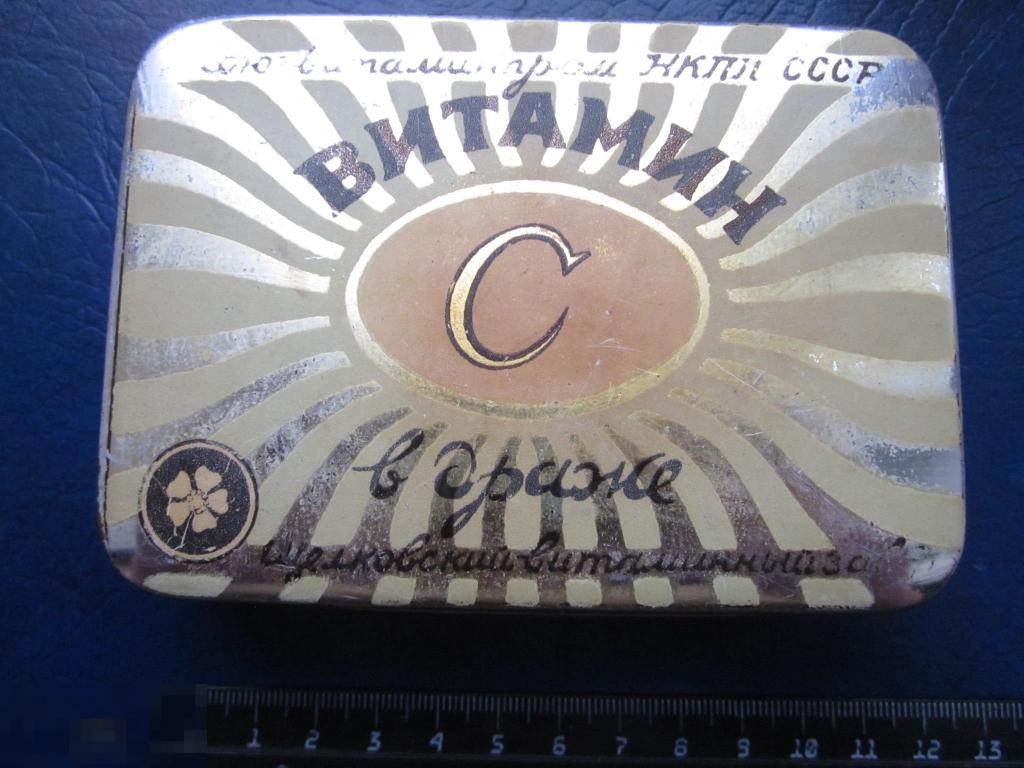 Главвитаминпром НКПП СССР
ВИТАМИН
С
в драже
Щелковский витаминный за
1 2 3 4 5 6 7 8 9 10 11 12 13